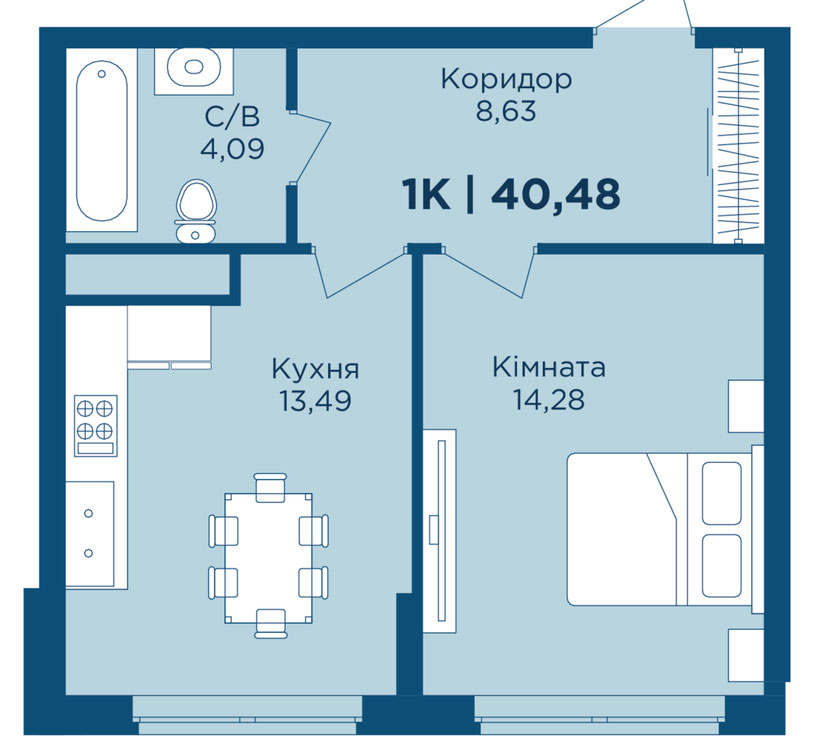 Коридор
8,63
С/В
4,09
1К | 40,48
Кухня
13,49
Кімната
14,28